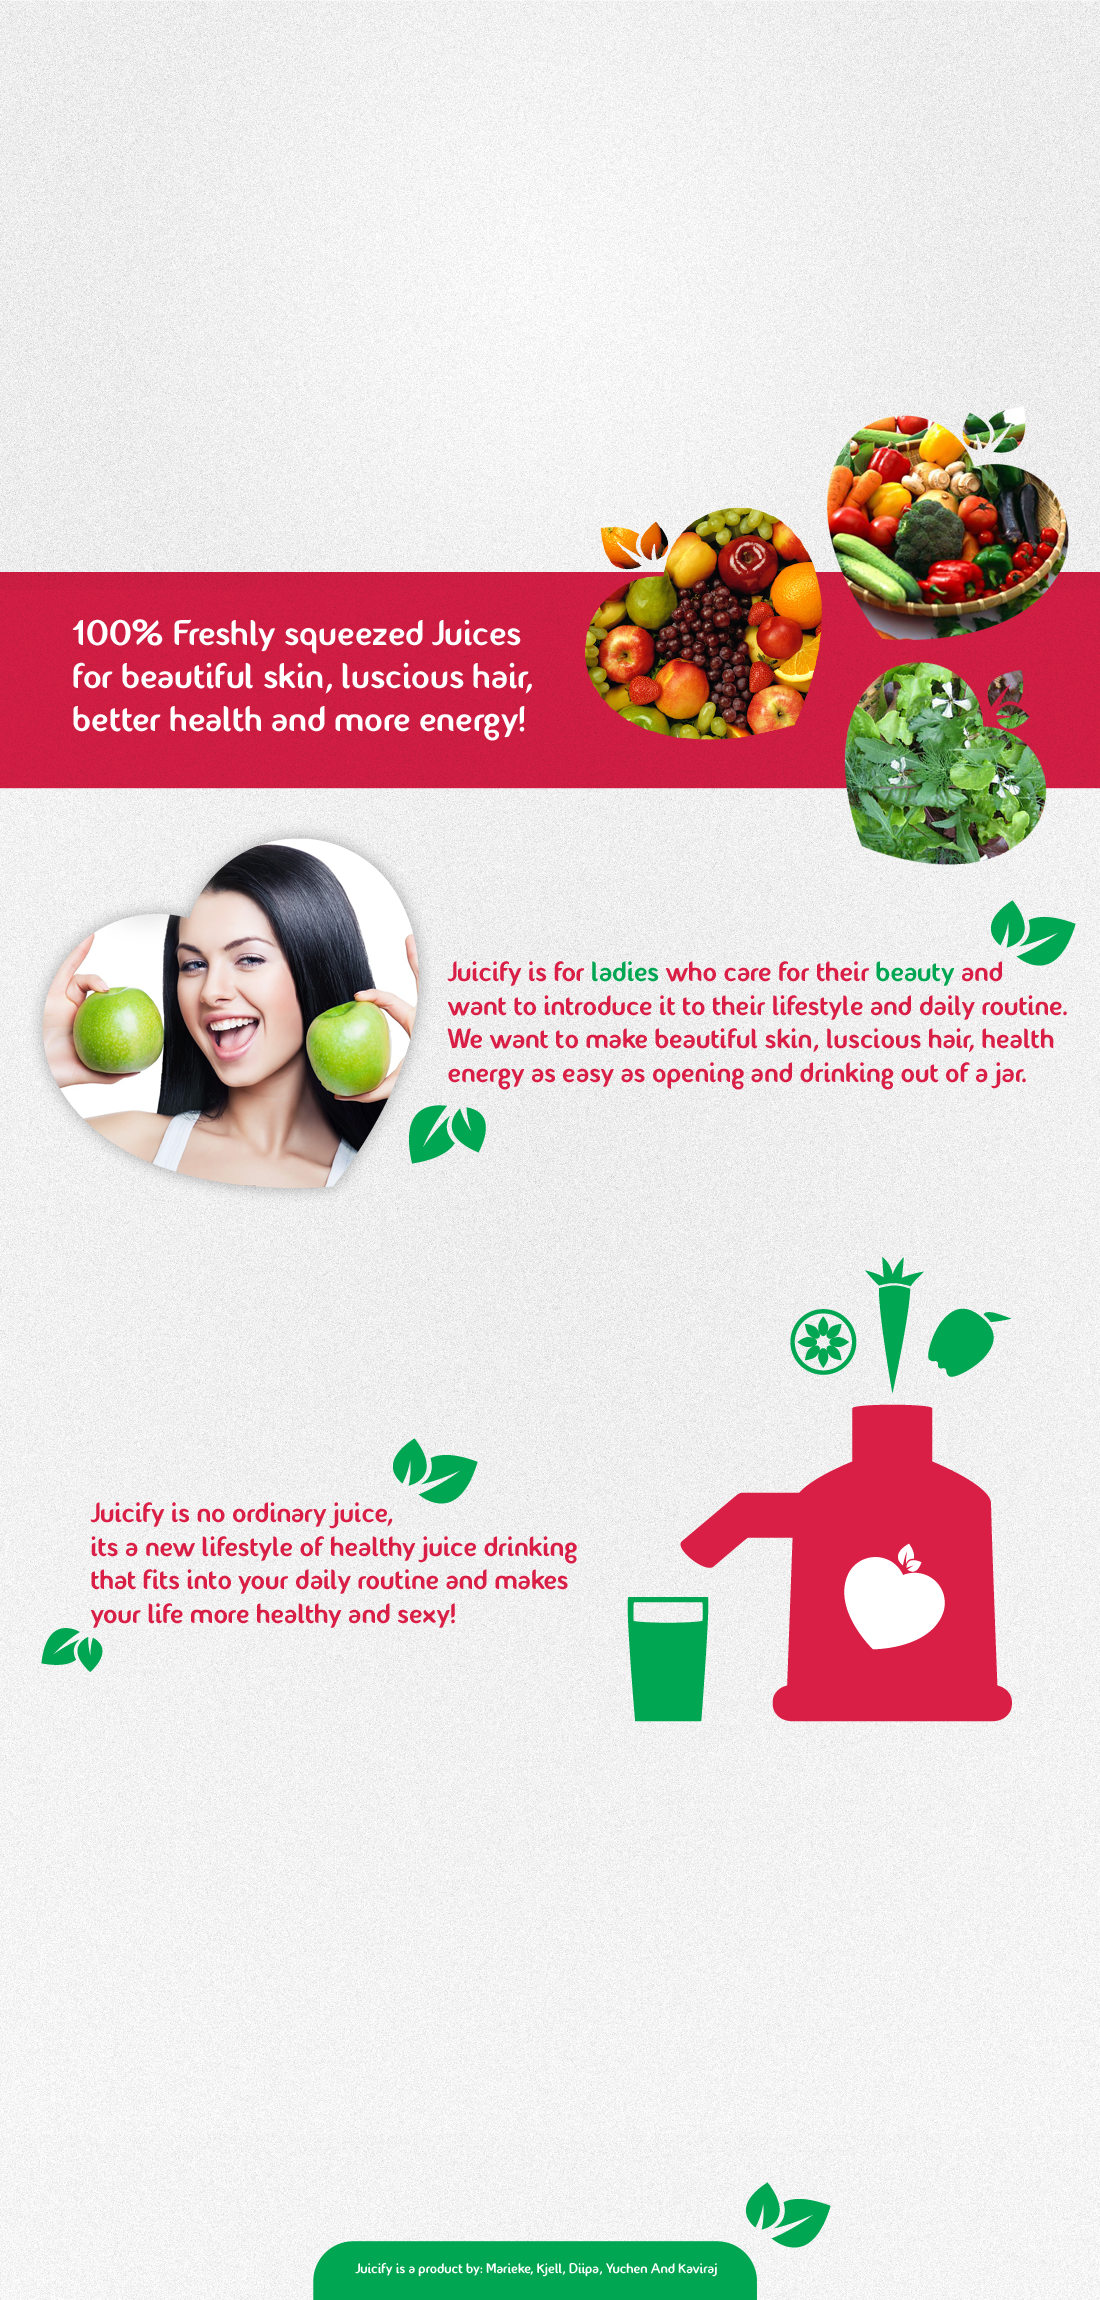 100% Freshly squeezed Juices
for beautiful skin, luscious hair,
better health and more energy!
Juicify is for ladies who care for their beauty and
want to introduce it to their lifestyle and daily routine.
We want to make beautiful skin, luscious hair, health
energy as easy as opening and drinking out of a jar.
Juicify is no ordinary juice,
its a new lifestyle of healthy juice drinking
that fits into your daily routine and makes
your life more healthy and sexy!
Juicify is a product by: Marieke, Kjell, Diipa, Yuchen And Kaviraj